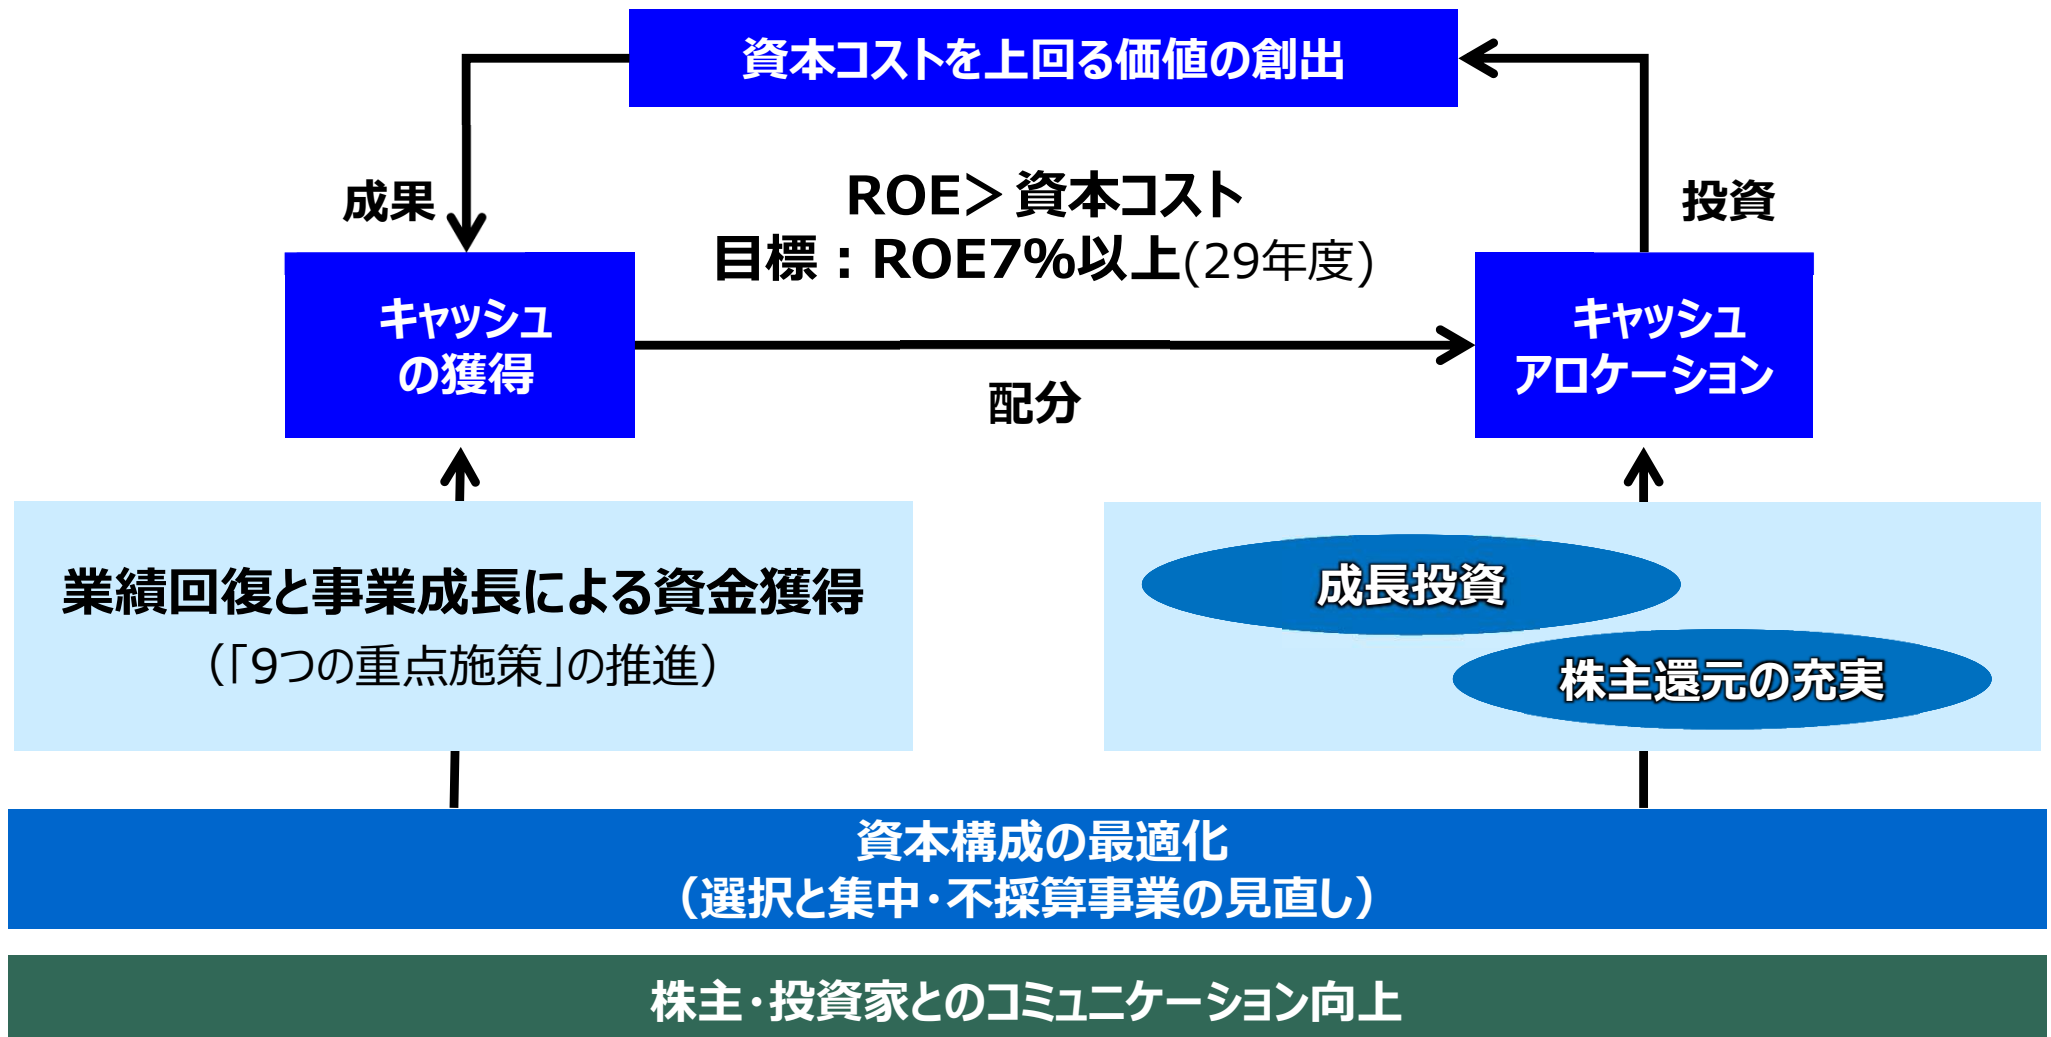 資本コストを上回る価値の創出
成果
ROE＞資本コスト
投資
目標：ROE7%以上(29年度)
キャッシュ
の獲得
キャッシュ
アロケーション
配分
業績回復と事業成長による資金獲得
（「9つの重点施策」の推進）
成長投資
株主還元の充実
資本構成の最適化
（選択と集中・不採算事業の見直し）
株主・投資家とのコミュニケーション向上